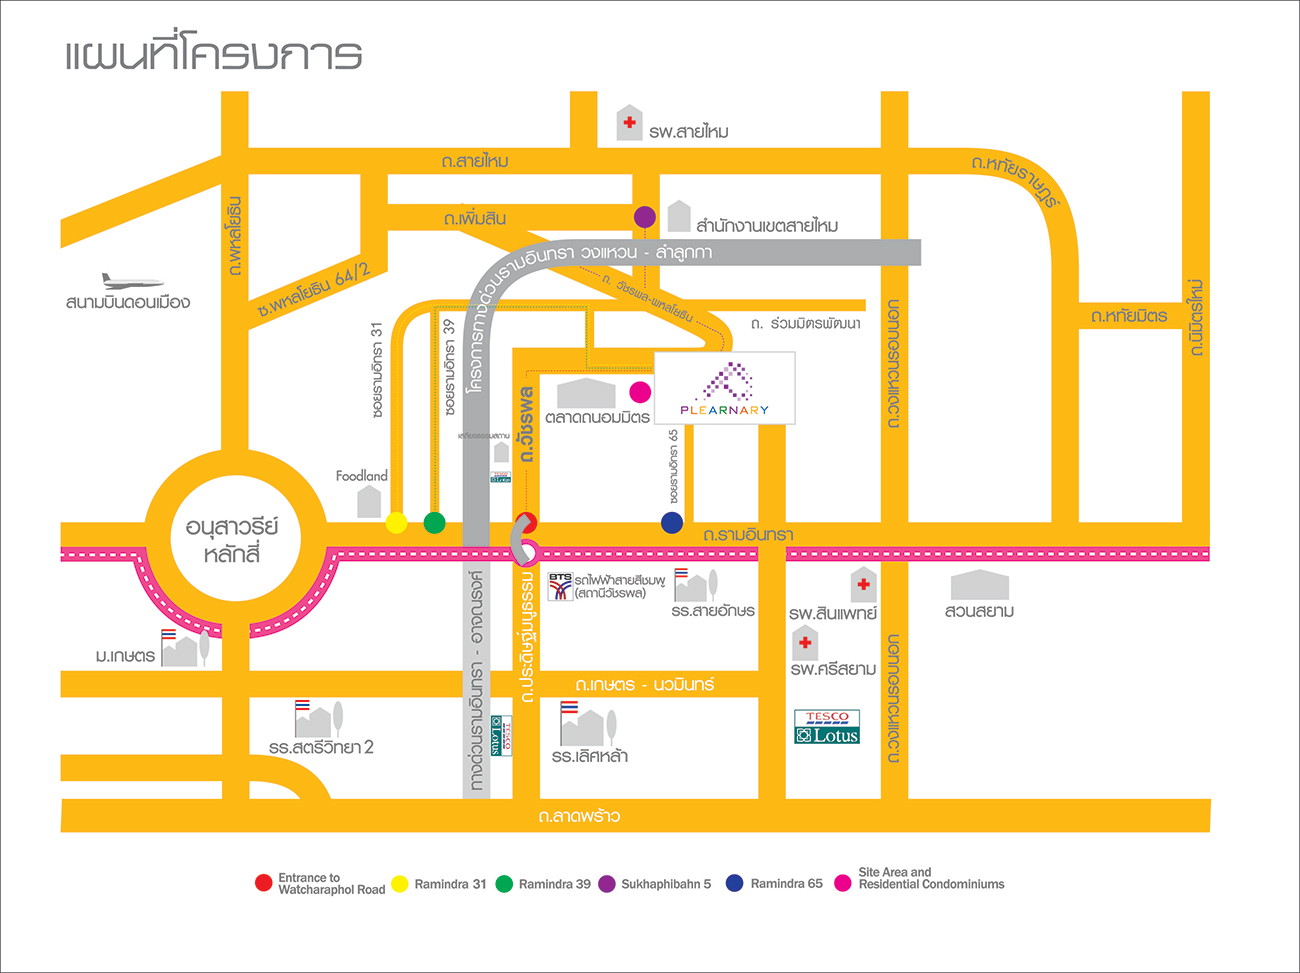 แผนที่โครงการ
รพ.สายไหม
ถ.สายไหม
ถ.หทัยราษฎร์
ถ.พหลโยธิน
ถ.เพิ่มสิน
สำนักงานเขตสายไหม
โครงการทางด่วนรามอินทรา วงแหวน - ลำลูกกา
ซ.พหลโยธิน 64/2
สนามบินดอนเมือง
ถ. วัชรพล-พหลโยธิน
ถ. ร่วมมิตรพัฒนา
ถ.หทัยมิตร
ถ.นิมิตรใหม่
ซอยรามอิทรา 31
ซอยรามอิทรา 39
ถ.วงแหวนรอบนอก
PLEARNARY
ตลาดถนอมมิตร
ถ.วัชรพล
เสถียรธรรมสถาน
TESCO
Lotus
ซอยรามอิทรา 65
Foodland
อนุสาวรีย์
หลักสี่
ถ.รามอินทรา
BTS
รถไฟฟ้าสายสีชมพู
(สถานีวัชรพล)
รร.สายอักษร
รพ.สินแพทย์
สวนสยาม
ม.เกษตร
รพ.ศรีสยาม
ถ.ประดิษฐ์มนูธรรม
ทางด่วนรามอินทรา - อาจณรงค์
ถ.เกษตร - นวมินทร์
ถ.วงแหวนรอบนอก
รร.สตรีวิทยา 2
TESCO
Lotus
รร.เลิศหล้า
TESCO
Lotus
ถ.ลาดพร้าว
Entrance to
Watcharaphol Road
Ramindra 31
Ramindra 39
Sukhaphibahn 5
Ramindra 65
Site Area and
Residential Condominiums